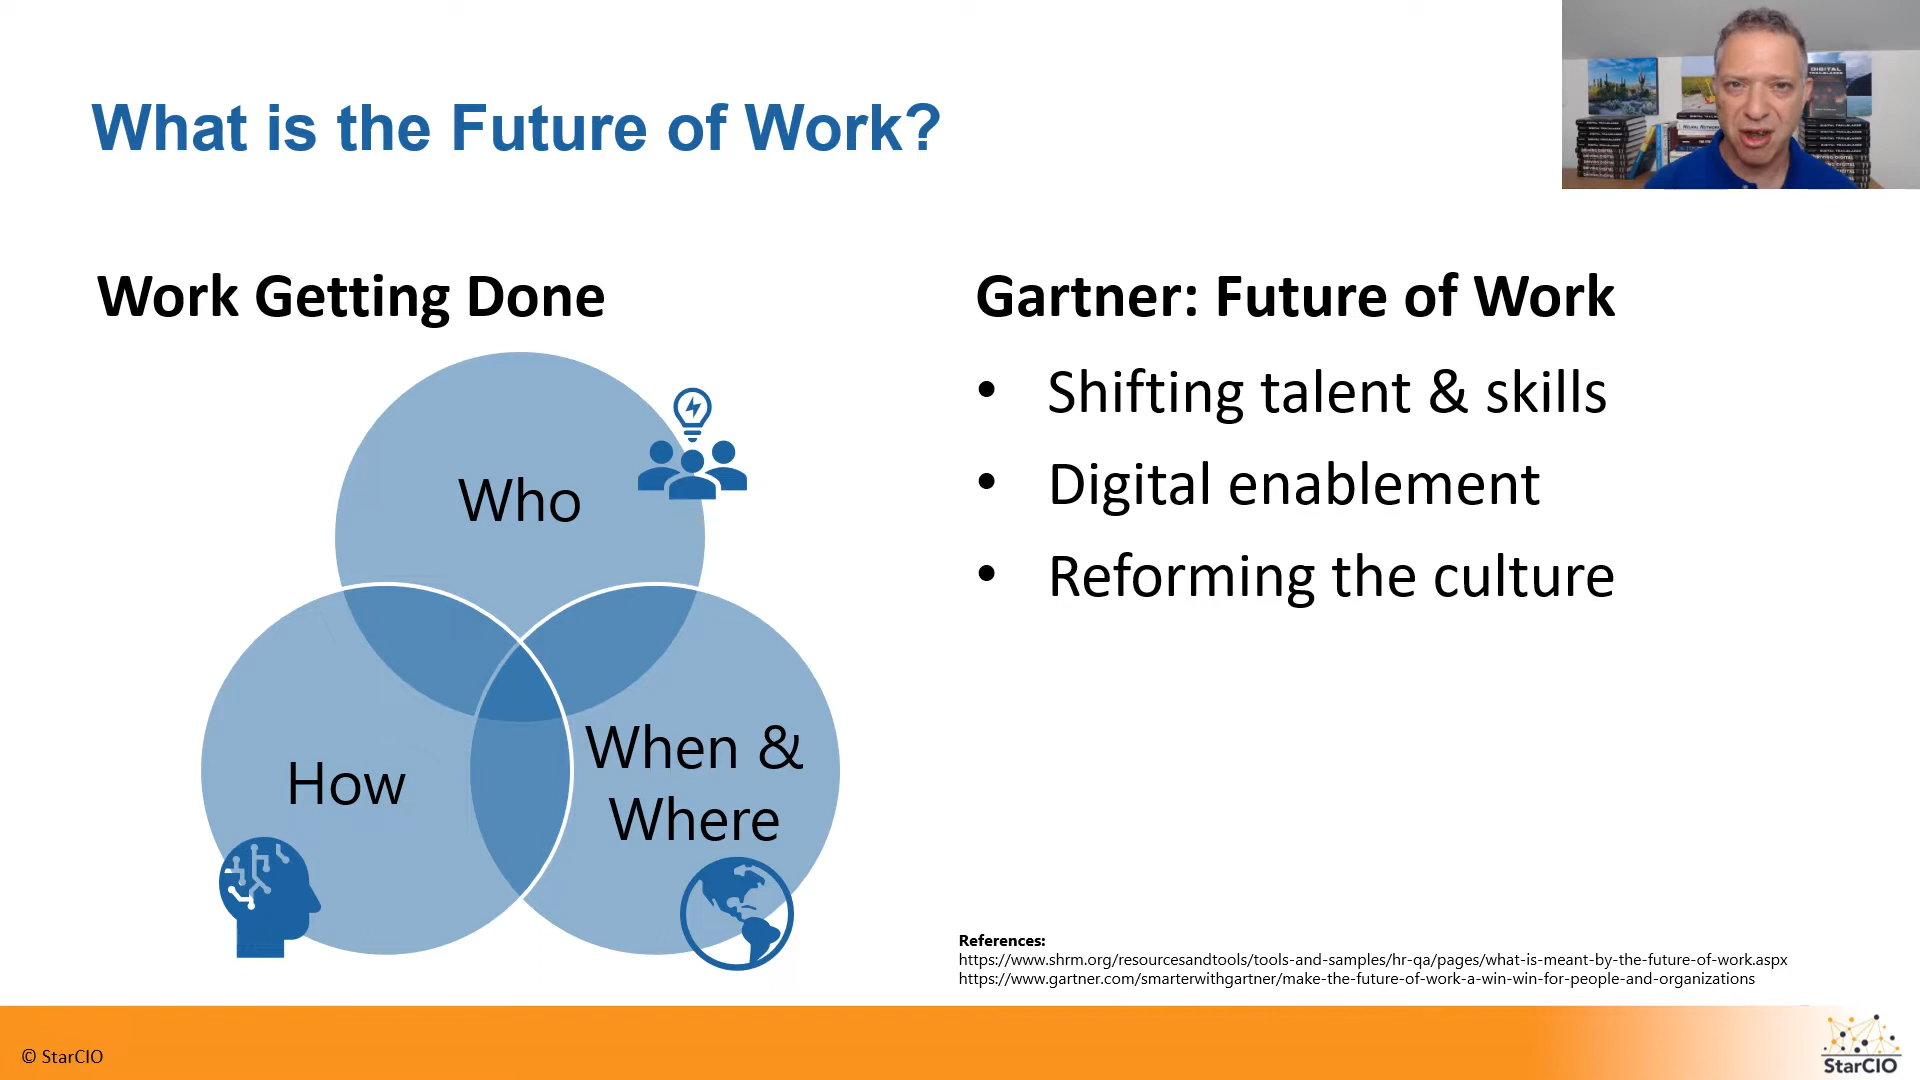 What is the Future of Work?
DIGITAL
Work Getting Done
Who
How
When &
Where
Gartner: Future of Work
• Shifting talent & skills
• Digital enablement
• Reforming the culture
References:
https://www.shrm.org/resourcesandtools/tools-and-samples/hr-qa/pages/what-is-meant-by-the-future-of-work.aspx
https://www.gartner.com/smarterwithgartner/make-the-future-of-work-a-win-win-for-people-and-organizations
© StarCIO
StarCIO